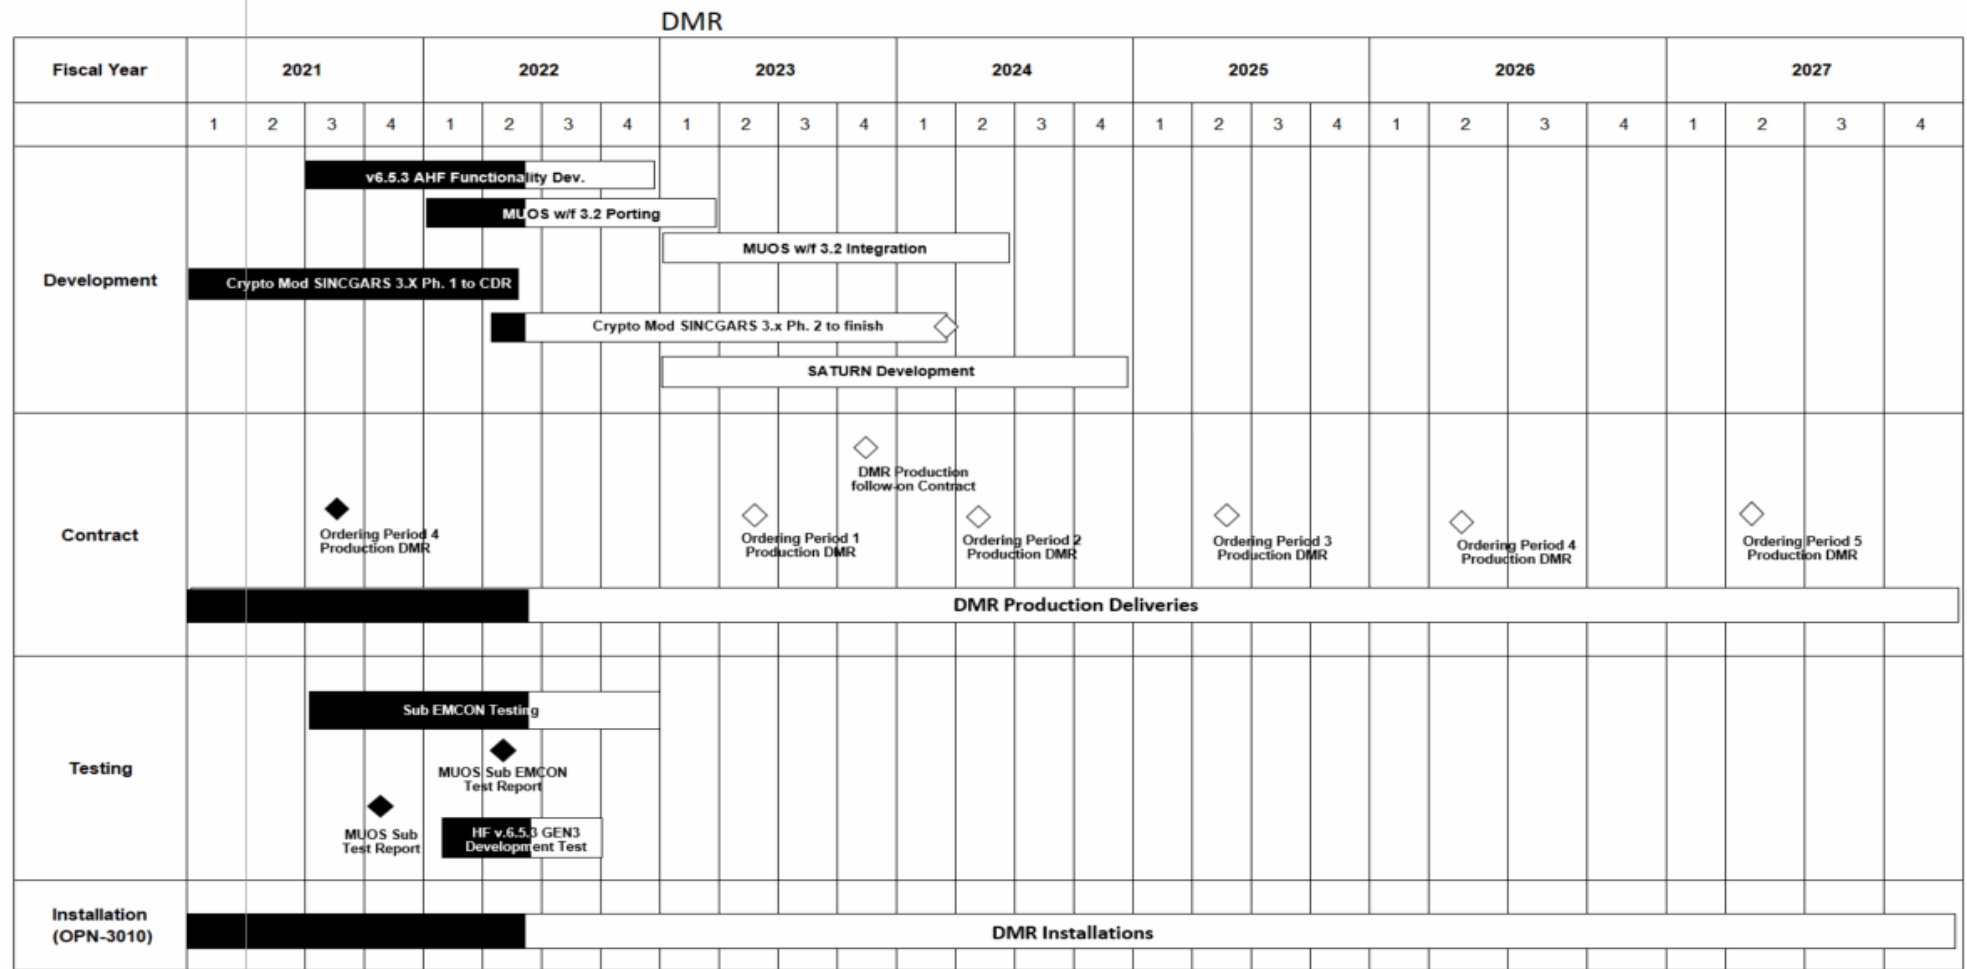 DMR
Fiscal Year 2021 2022 2023 2024 2025 2026 2027
1 2 3 4 1 2 3 4 1 2 3 4 1 2 3 4 1 2 3 4 1 2 3 4 1 2 3 4
Development
v6.5.3 AHF Functionality Dev.
MUOS w/f 3.2 Porting
MUOS w/f 3.2 Integration
Crypto Mod SINCGARS 3.X Ph. 1 to CDR
Crypto Mod SINCGARS 3.x Ph. 2 to finish
SATURN Development
Contract
DMR Production
follow-on Contract
Ordering Period 4
Production DMR
Ordering Period 1
Production DMR
Ordering Period 2
Production DMR
Ordering Period 3
Production DMR
Ordering Period 4
Production DMR
Ordering Period 5
Production DMR
DMR Production Deliveries
Testing
Sub EMCON Testing
MUOS Sub EMCON
Test Report
MUOS Sub
Test Report
HF v.6.5.3 GEN3
Development Test
Installation
(OPN-3010)
DMR Installations